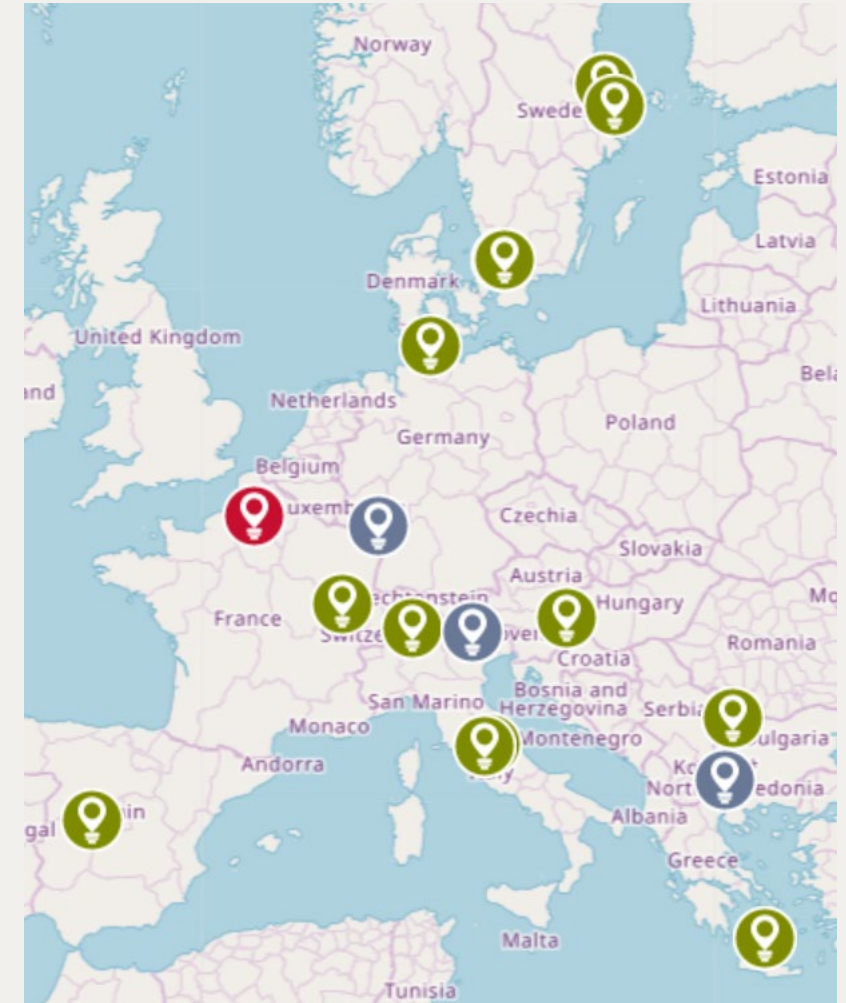 Norway
Swede
Estonia
Latvia
Denmark
Lithuania
United Kingdom
Bela
and
Netherlands
Poland
Germany
Belgium
uxemb
Czechia
Slovakia
Austria
echtenstein
Hungary
Mo
France
Switze
oven
Croatia
Romania
San Marino
Bosnia and
Herzegovina
Serbia
Monaco
Montenegro
ulgaria
Andorra
Ko
Nort
edonia
in
gal
Albania
Greece
Malta
Tunisia